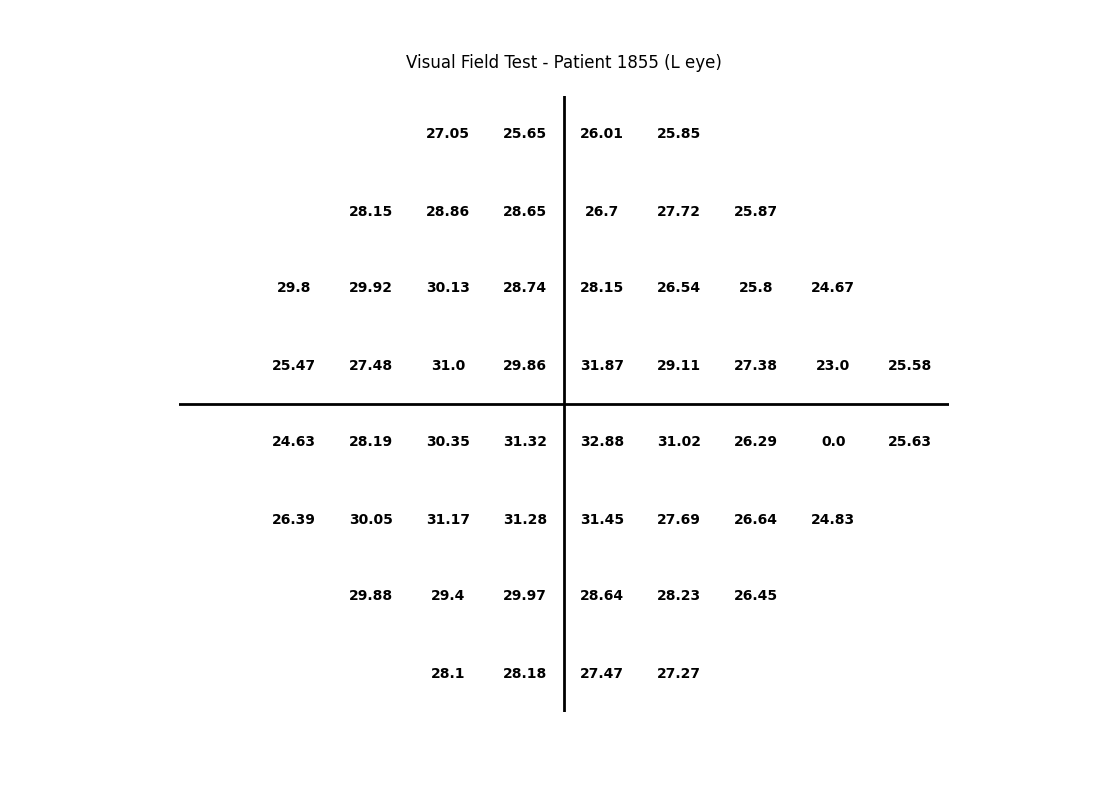 Visual Field Test - Patient 1855 (L eye)
27.05 25.65 26.01 25.85
28.15 28.86 28.65 26.7 27.72 25.87
29.8 29.92 30.13 28.74 28.15 26.54 25.8 24.67
25.47 27.48 31.0 29.86 31.87 29.11 27.38 23.0 25.58
24.63 28.19 30.35 31.32 32.88 31.02 26.29 0.0 25.63
26.39 30.05 31.17 31.28 31.45 27.69 26.64 24.83
29.88 29.4 29.97 28.64 28.23 26.45
28.1 28.18 27.47 27.27